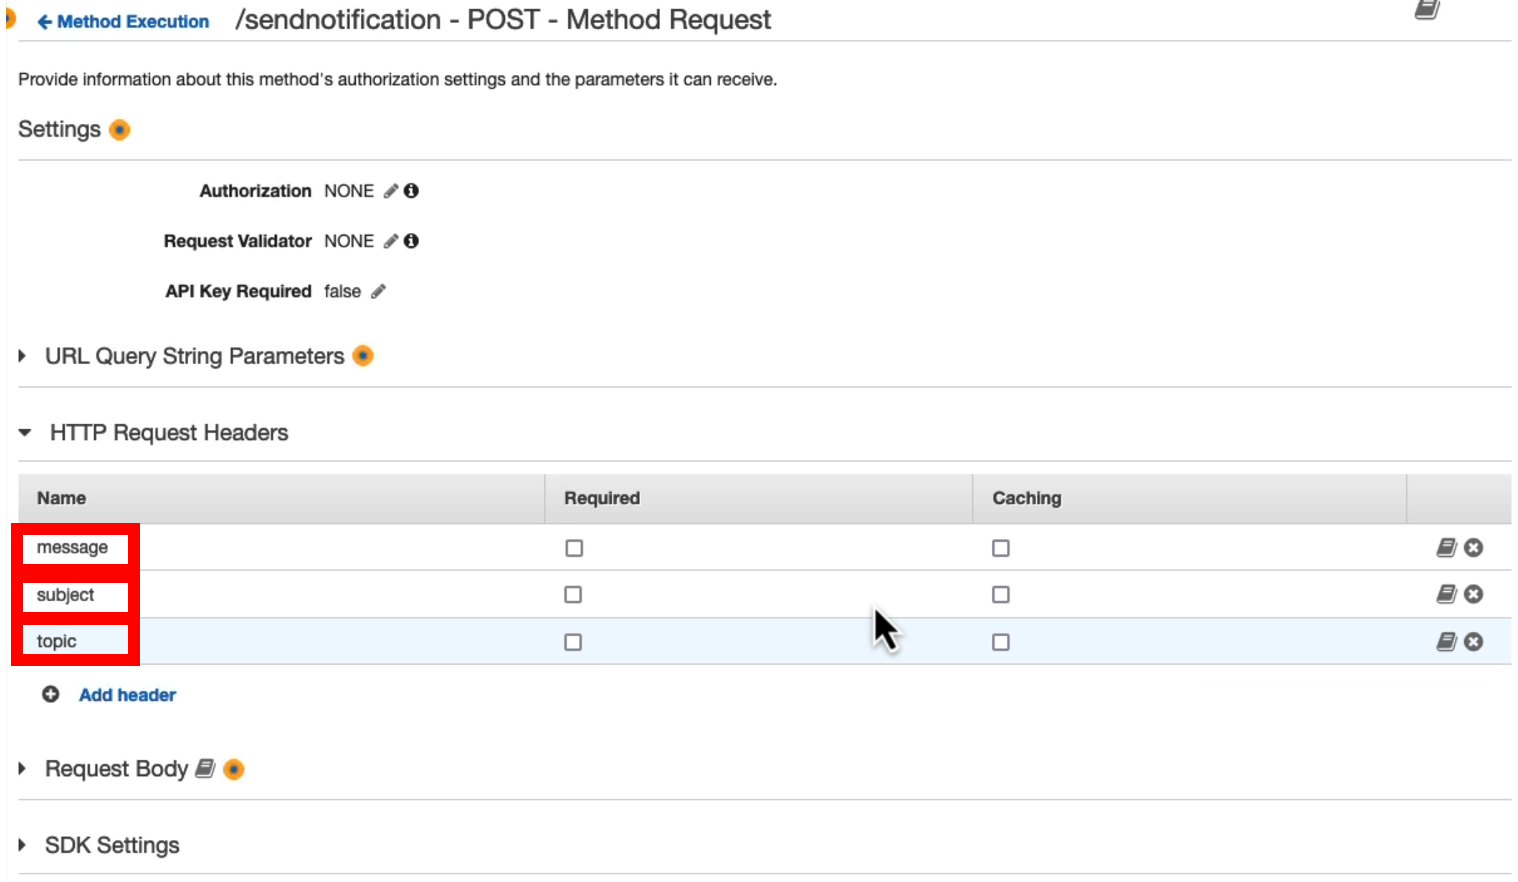 Method Execution /sendnotification - POST - Method Request
Provide information about this method's authorization settings and the parameters it can receive.
Settings
Authorization NONE
Request Validator NONE
API Key Required false
URL Query String Parameters
HTTP Request Headers
Name Required Caching
message
subject
topic
Add header
Request Body
SDK Settings